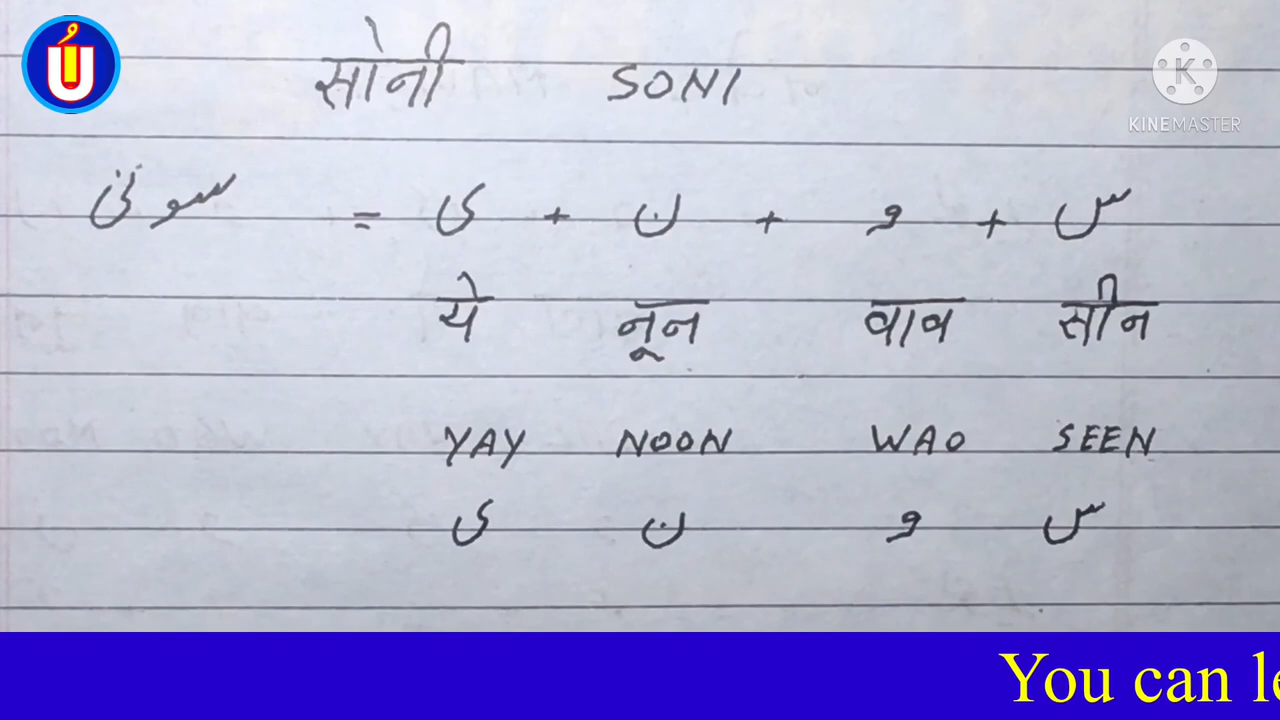 सोनी SONI
KINEMASTER
س + و + ن + ی = سونی
ये नून वाव सीन
YAY NOON WAO SEEN
ی ن و س
You can le